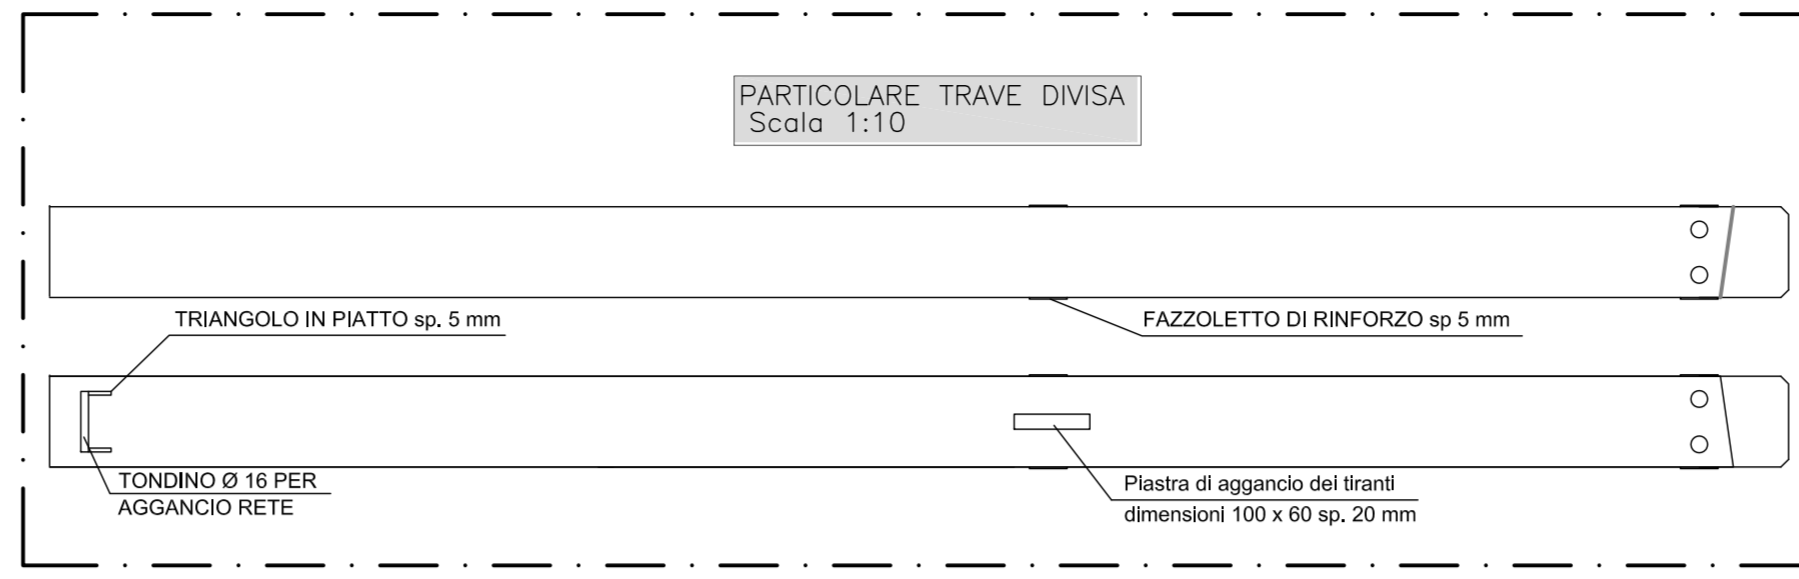 PARTICOLARE TRAVE DIVISA
Scala 1:10
TRIANGOLO IN PIATTO sp. 5 mm
FAZZOLETTO DI RINFORZO sp 5 mm
TONDINO Ø 16 PER
AGGANCIO RETE
Piastra di aggancio dei tiranti
dimensioni 100 x 60 sp. 20 mm